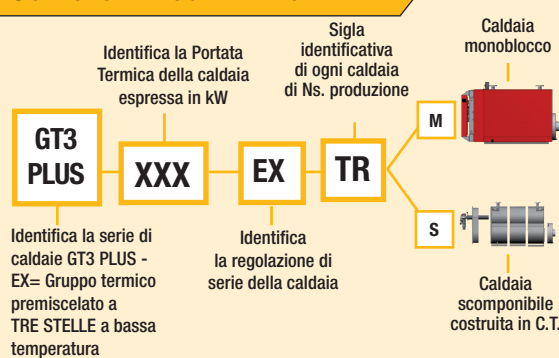 Identifica la Portata
Termica della caldaia
espressa in kW
Sigla
identificativa
di ogni caldaia
di Ns. produzione
Caldaia
monoblocco
GT3
PLUS
XXX
EX
TR
M
S
Identifica la serie di
caldaie GT3 PLUS -
EX= Gruppo termico
premiscelato a
TRE STELLE a bassa
temperatura
Identifica
la regolazione di
serie della caldaia
Caldaia
scomponibile
costruita in C.T.